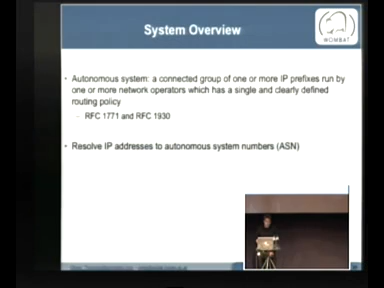 System Overview
WOMBAT
Autonomous system: a connected group of one or more IP prefixes run by
one or more network operators which has a single and clearly defined
routing policy
- RFC 1771 and RFC 1930
Resolve IP addresses to autonomous system numbers (ASN)